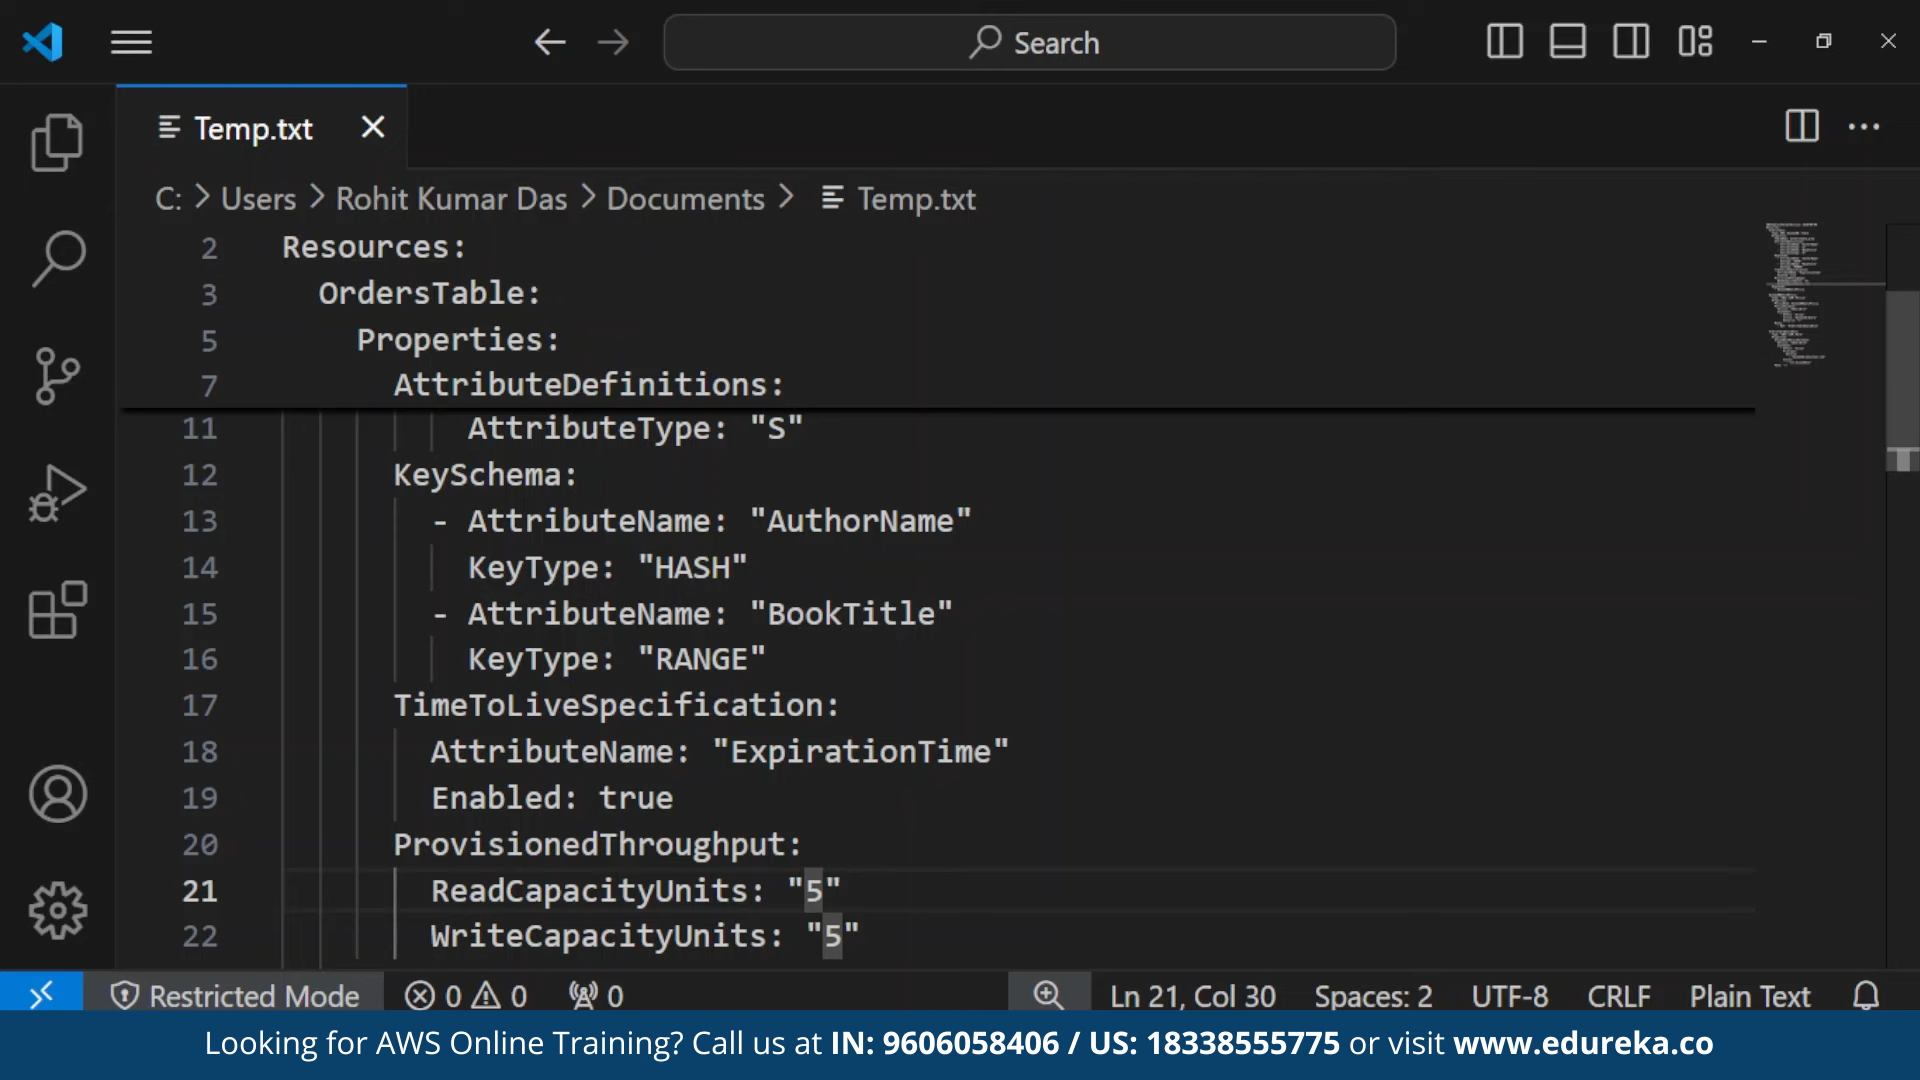 Search
Temp.txt
C: > Users > Rohit Kumar Das > Documents > Temp.txt
2 Resources:
3 OrdersTable:
5 Properties:
7 AttributeDefinitions:
11 AttributeType: "S"
12 KeySchema:
13 - AttributeName: "AuthorName"
14 KeyType: "HASH"
15 - AttributeName: "BookTitle"
16 KeyType: "RANGE"
17 TimeToLiveSpecification:
18 AttributeName: "ExpirationTime"
19 Enabled: true
20 ProvisionedThroughput:
21 ReadCapacityUnits: "5"
22 WriteCapacityUnits: "5"
Restricted Mode 0 0 0 Ln 21, Col 30 Spaces: 2 UTF-8 CRLF Plain Text
Looking for AWS Online Training? Call us at IN: 9606058406 / US: 18338555775 or visit www.edureka.co